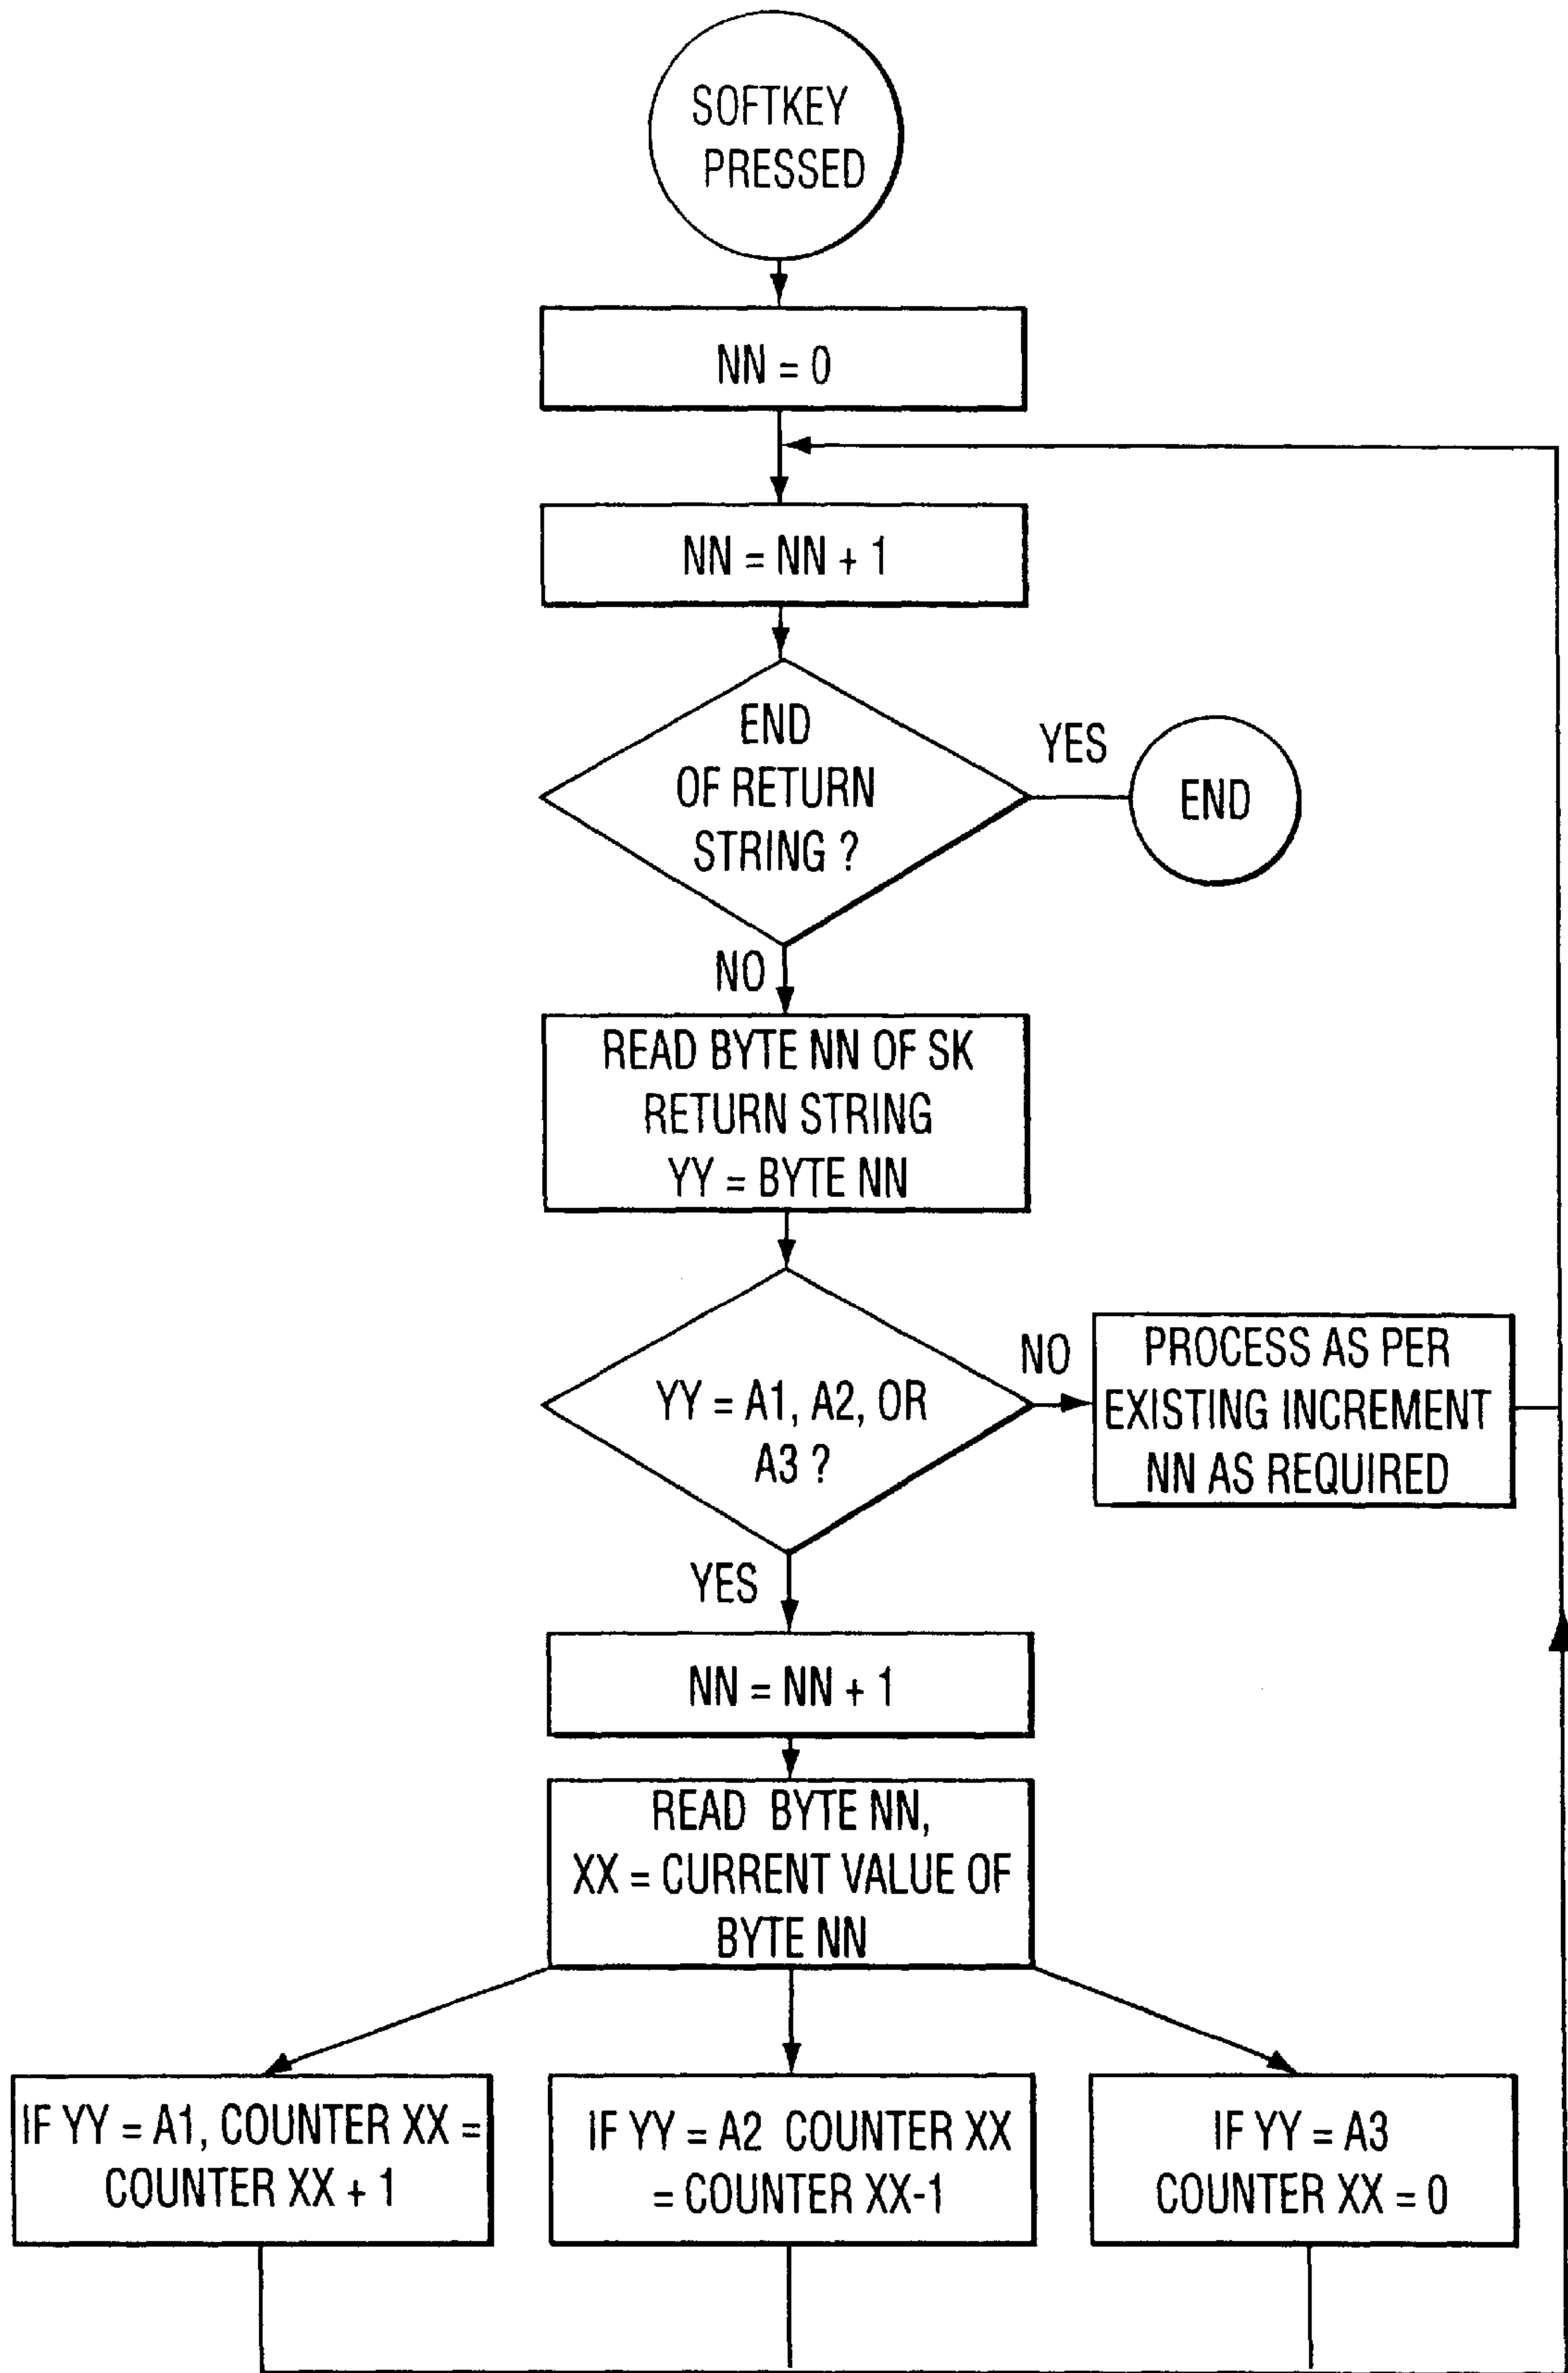 SOFTKEY
PRESSED
NN = 0
NN = NN + 1
END
OF RETURN
STRING ?
YES
END
NO
READ BYTE NN OF SK
RETURN STRING
YY = BYTE NN
YY = A1, A2, OR
A3 ?
NO
PROCESS AS PER
EXISTING INCREMENT
NN AS REQUIRED
YES
NN = NN + 1
READ BYTE NN,
XX = CURRENT VALUE OF
BYTE NN
IF YY = A1, COUNTER XX =
COUNTER XX + 1
IF YY = A2 COUNTER XX
= COUNTER XX-1
IF YY = A3
COUNTER XX = 0